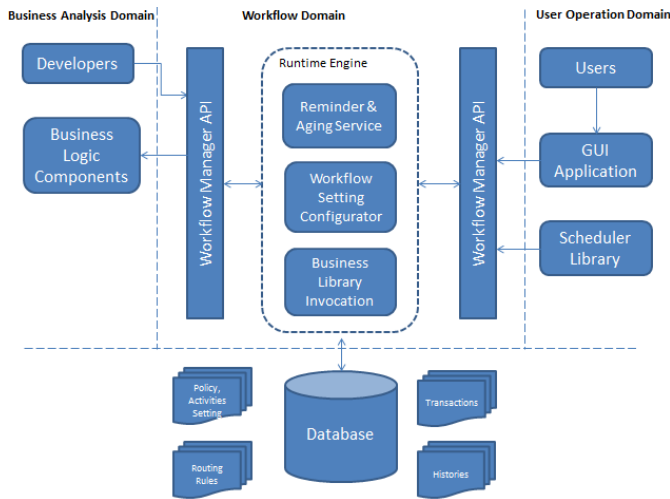 Business Analysis Domain
Workflow Domain
User Operation Domain
Developers
Business
Logic
Components
Workflow Manager API
Runtime Engine
Reminder &
Aging Service
Workflow
Setting
Configurator
Business
Library
Invocation
Workflow Manager API
Users
GUI
Application
Scheduler
Library
Policy,
Activities
Setting
Routing
Rules
Database
Transactions
Histories